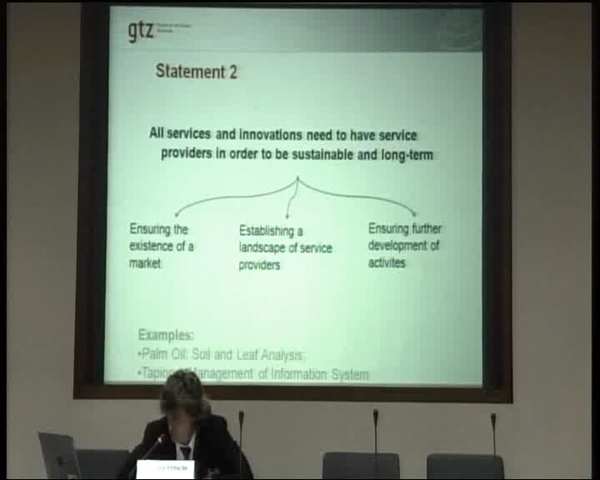 gtz
Statement 2
All services and innovations need to have service
providers in order to be sustainable and long-term
Ensuring the
existence of a
market
Establishing a
landscape of service
providers
Ensuring further
development of
activites
Examples:
•Palm Oil: Soil and Leaf Analysis;
Management of Information System